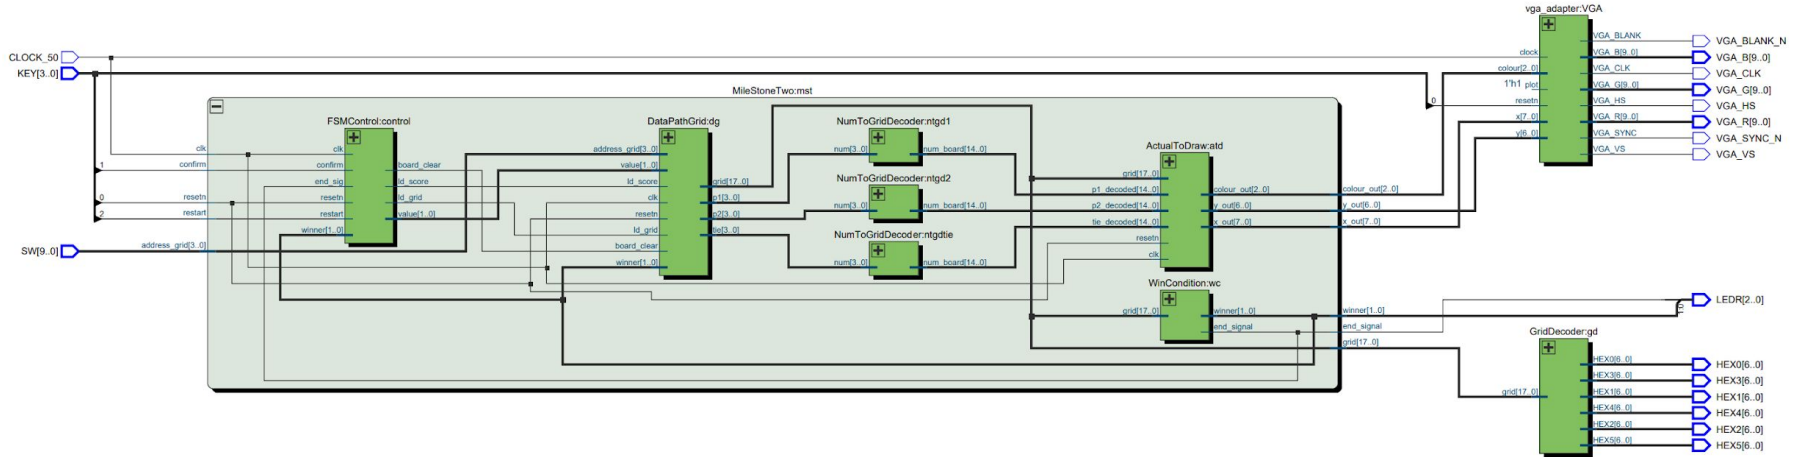 CLOCK_50
KEY[3..0]
SW[9..0]
MileStoneTwo:mst
clk
confirm
resetn
restart
address_grid[3..0]
1
0
2
FSMControl:control
clk
confirm
end_sig
resetn
restart
winner[1..0]
board_clear
ld_score
ld_grid
value[1..0]
DataPathGrid:dg
address_grid[3..0]
value[1..0]
ld_score
clk
resetn
ld_grid
board_clear
winner[1..0]
grid[17..0]
p1[3..0]
p2[3..0]
tie[3..0]
NumToGridDecoder:ntgd1
num[3..0]
num_board[14..0]
NumToGridDecoder:ntgd2
num[3..0]
num_board[14..0]
NumToGridDecoder:ntgdtie
num[3..0]
num_board[14..0]
ActualToDraw:atd
grid[17..0]
p1_decoded[14..0]
p2_decoded[14..0]
tie_decoded[14..0]
resetn
clk
colour_out[2..0]
y_out[6..0]
x_out[7..0]
WinCondition:wc
grid[17..0]
winner[1..0]
end_signal
colour_out[2..0]
y_out[6..0]
x_out[7..0]
winner[1..0]
end_signal
grid[17..0]
0
vga_adapter:VGA
clock
colour[2..0]
1'h1 plot
resetn
x[7..0]
y[6..0]
VGA_BLANK
VGA_B[9..0]
VGA_CLK
VGA_G[9..0]
VGA_HS
VGA_R[9..0]
VGA_SYNC
VGA_VS
VGA_BLANK_N
VGA_B[9..0]
VGA_CLK
VGA_G[9..0]
VGA_HS
VGA_R[9..0]
VGA_SYNC_N
VGA_VS
LEDR[2..0]
GridDecoder:gd
grid[17..0]
HEX0[6..0]
HEX3[6..0]
HEX1[6..0]
HEX4[6..0]
HEX2[6..0]
HEX5[6..0]
HEX0[6..0]
HEX3[6..0]
HEX1[6..0]
HEX4[6..0]
HEX2[6..0]
HEX5[6..0]